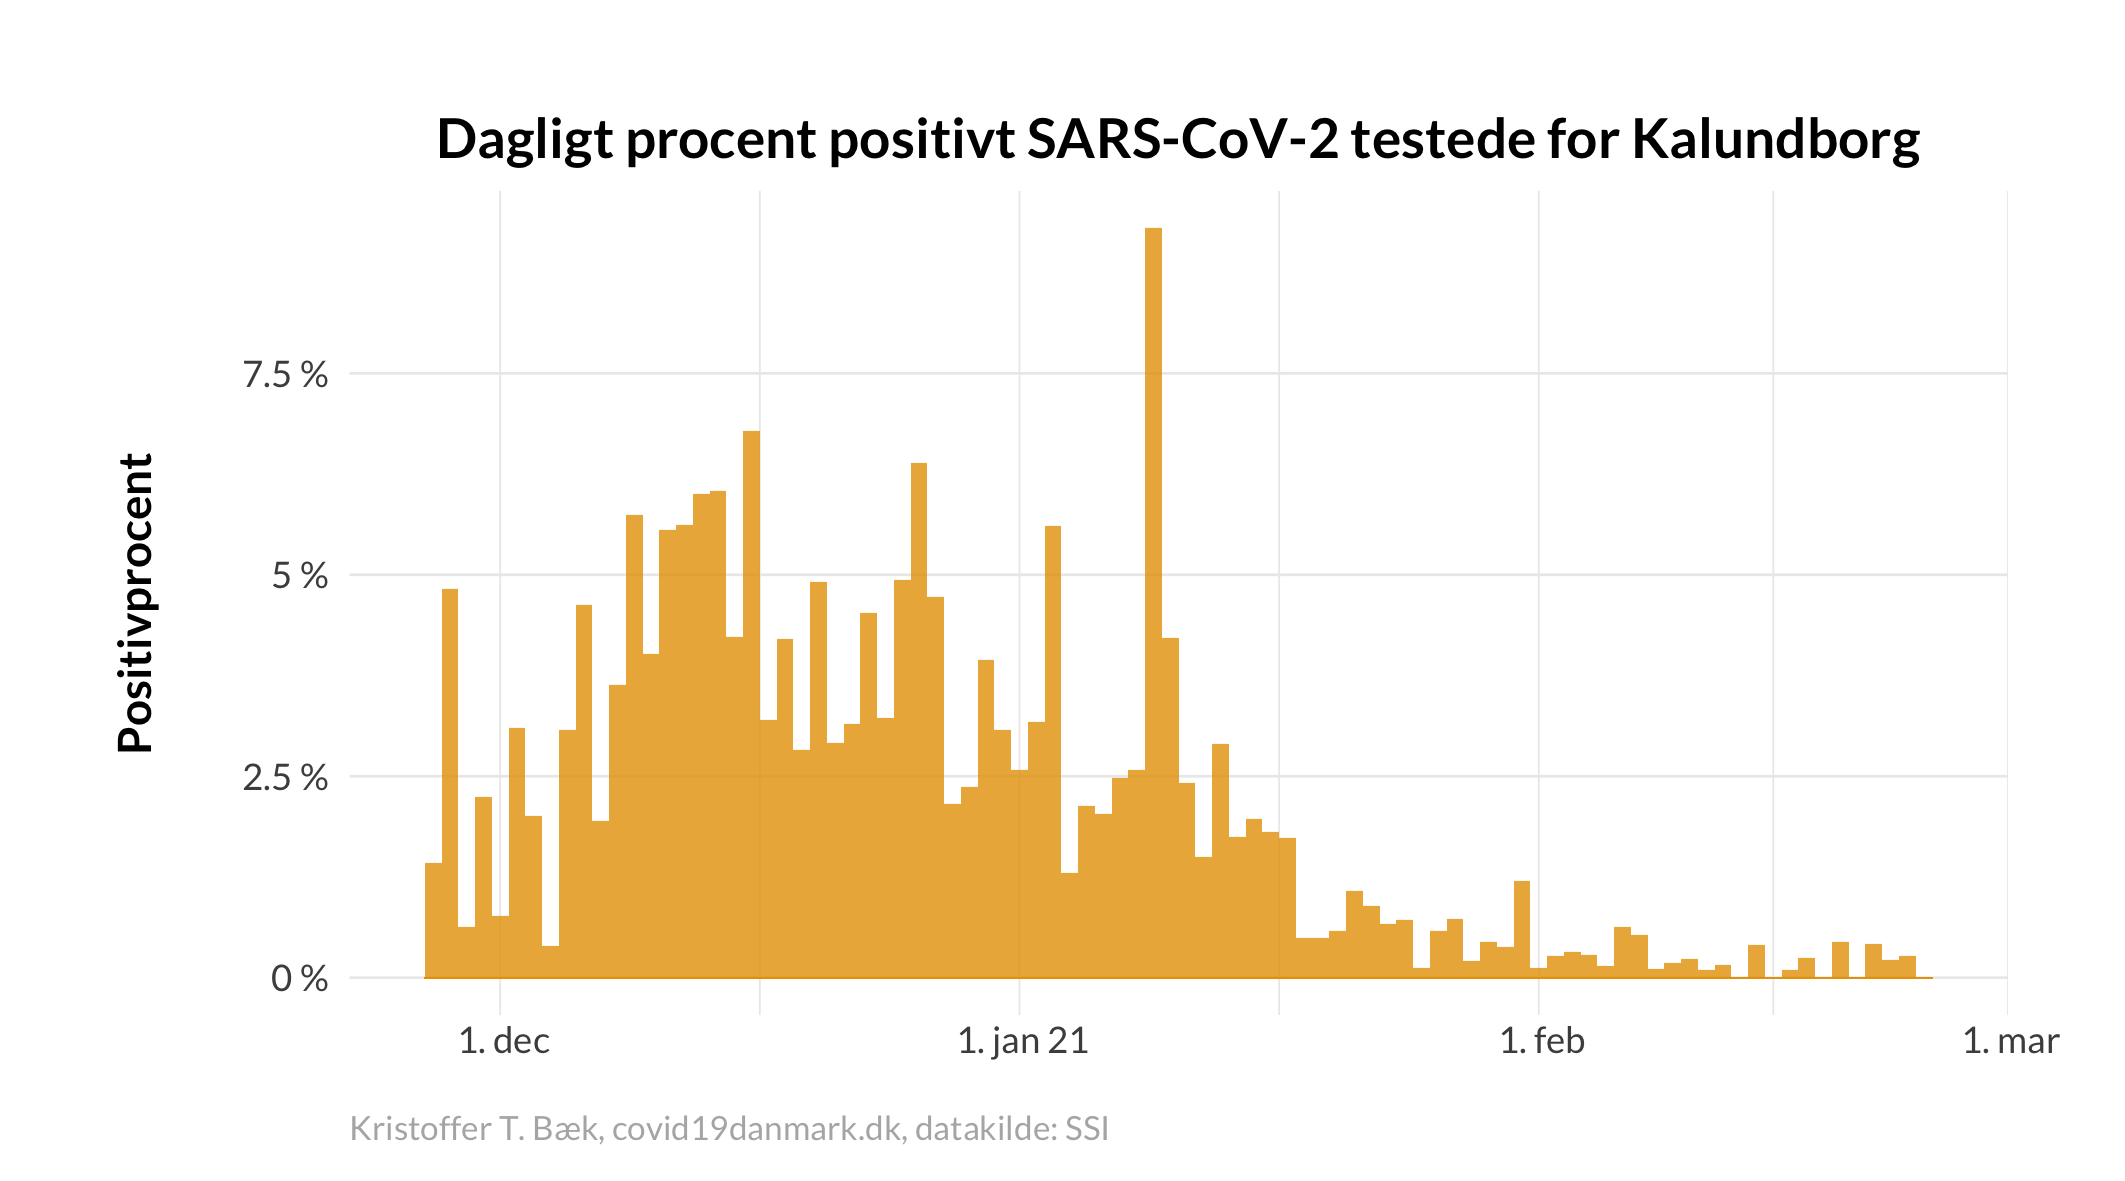 Dagligt procent positivt SARS-CoV-2 testede for Kalundborg
Positivprocent
7.5 %
5 %
2.5 %
0 %
1. dec
1. jan 21
1. feb
1. mar
Kristoffer T. Bæk, covid19danmark.dk, datakilde: SSI